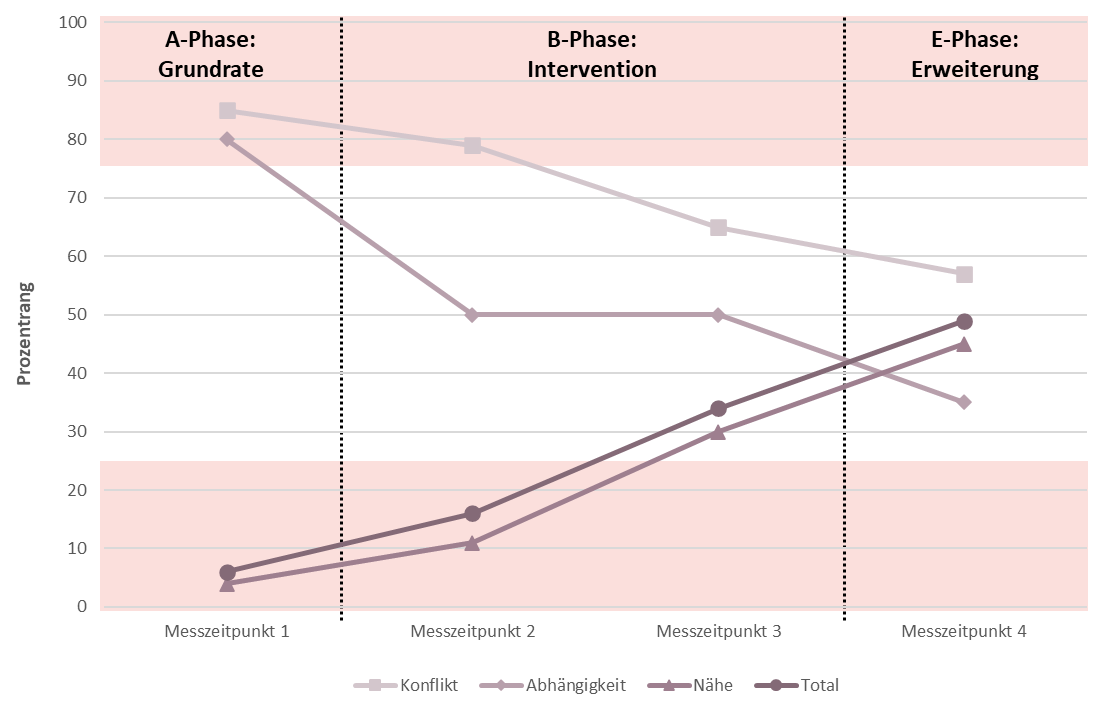 A-Phase:
Grundrate
B-Phase:
Intervention
E-Phase:
Erweiterung
100
90
80
70
60
50
40
30
20
10
0
Prozentrang
Messzeitpunkt 1
Messzeitpunkt 2
Messzeitpunkt 3
Messzeitpunkt 4
Konflikt
Abhängigkeit
Nähe
Total